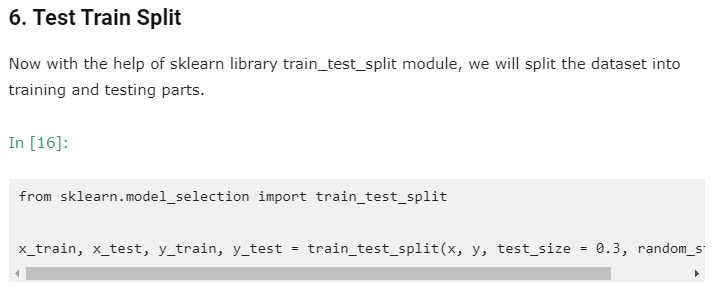 6. Test Train Split
Now with the help of sklearn library train_test_split module, we will split the dataset into
training and testing parts.
In [16]:
from sklearn.model_selection import train_test_split
x_train, x_test, y_train, y_test = train_test_split(x, y, test_size = 0.3, random_s